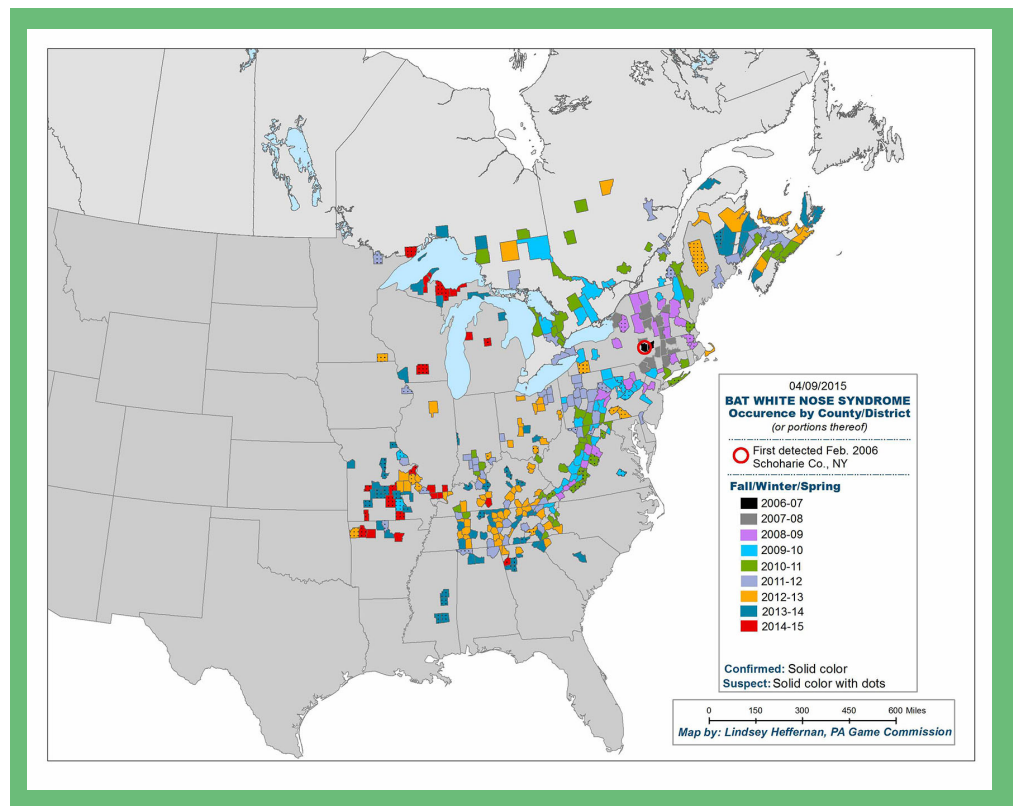 04/09/2015
BAT WHITE NOSE SYNDROME
Occurence by County/District
(or portions thereof)
First detected Feb. 2006
Schoharie Co., NY
Fall/Winter/Spring
2006-07
2007-08
2008-09
2009-10
2010-11
2011-12
2012-13
2013-14
2014-15
Confirmed: Solid color
Suspect: Solid color with dots
0 150 300 450 600 Miles
Map by: Lindsey Heffernan, PA Game Commission